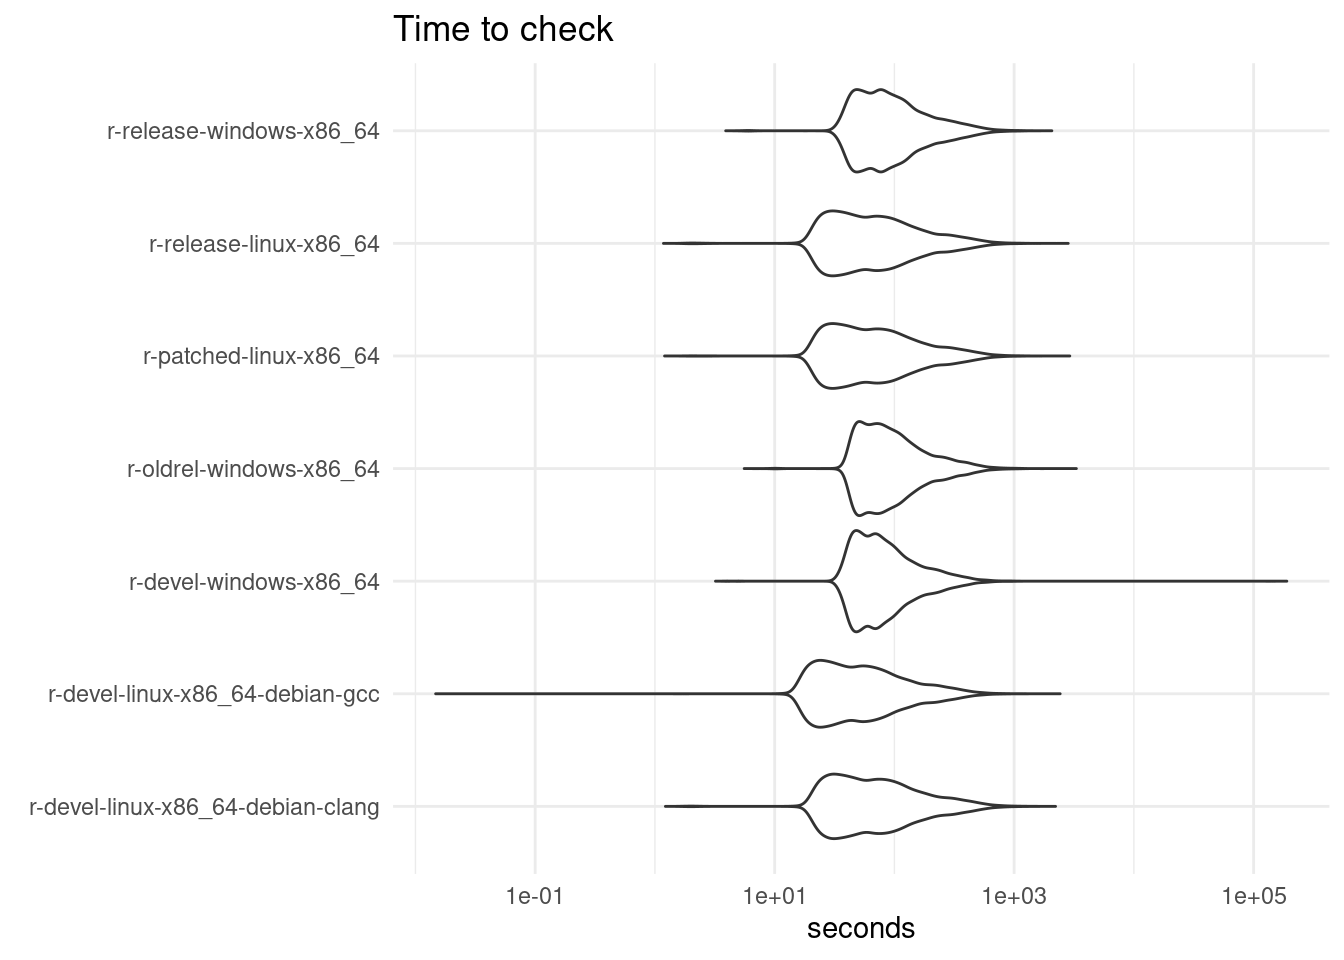 Time to check
r-release-windows-x86_64
r-release-linux-x86_64
r-patched-linux-x86_64
r-oldrel-windows-x86_64
r-devel-windows-x86_64
r-devel-linux-x86_64-debian-gcc
r-devel-linux-x86_64-debian-clang
1e-01 1e+01 1e+03 1e+05
seconds